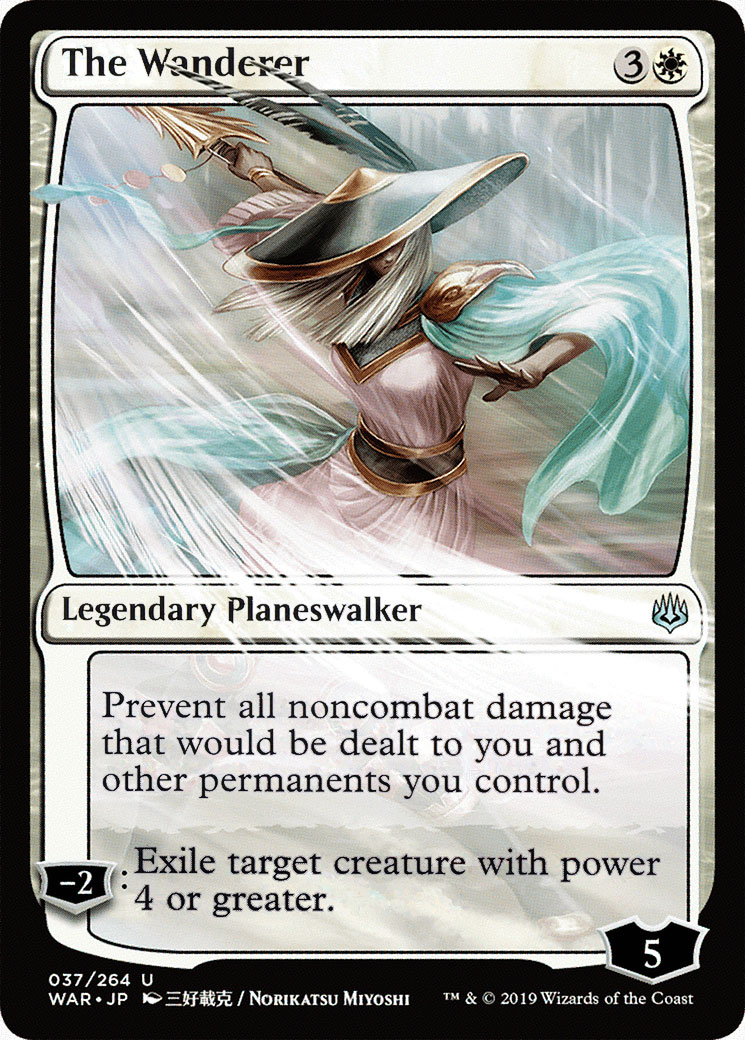 The Wanderer 3
Legendary Planeswalker
Prevent all noncombat damage
that would be dealt to you and
other permanents you control.
−2 : Exile target creature with power
4 or greater.
5
037/264 U
WAR • JP 三好載克 / NORIKATSU MIYOSHI ™ & © 2019 Wizards of the Coast